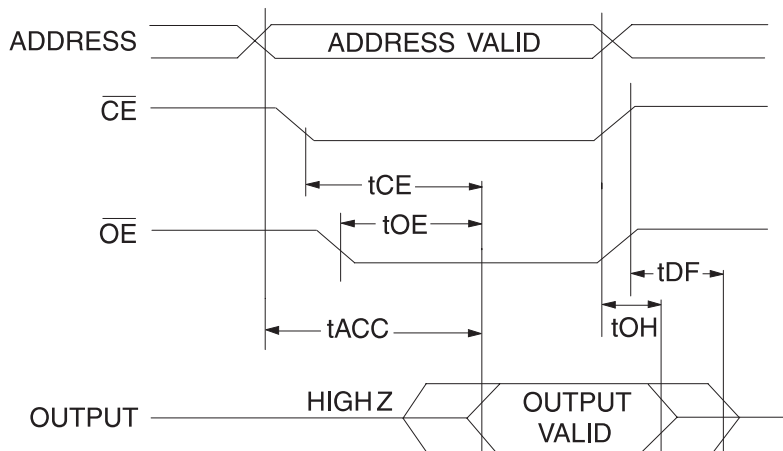 ADDRESS
ADDRESS VALID
CE
tCE
OE
tOE
tDF
tACC
tOH
OUTPUT
HIGH Z
OUTPUT
VALID